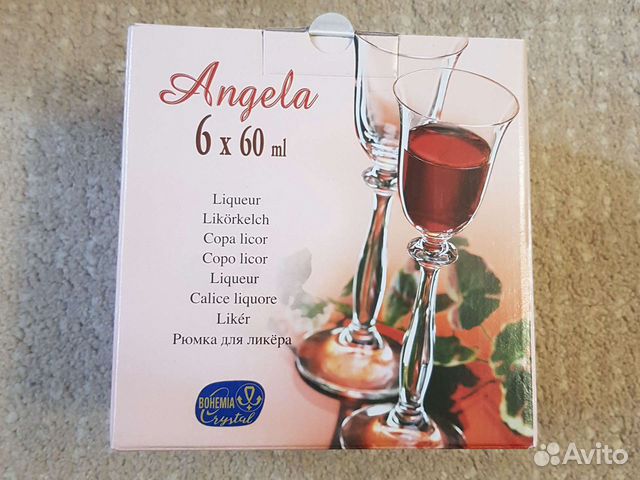 Angela
6 x 60 ml
Liqueur
Likörkelch
Copa licor
Copo licor
Liqueur
Calice liquore
Likér
Рюмка для ликёра
BOHEMIA
Crystal
Avito